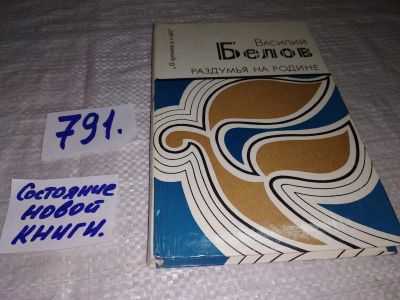 Василий
Белов
РАЗДУМЬЯ НА РОДИНЕ
791.
Состояние
новой
книги.